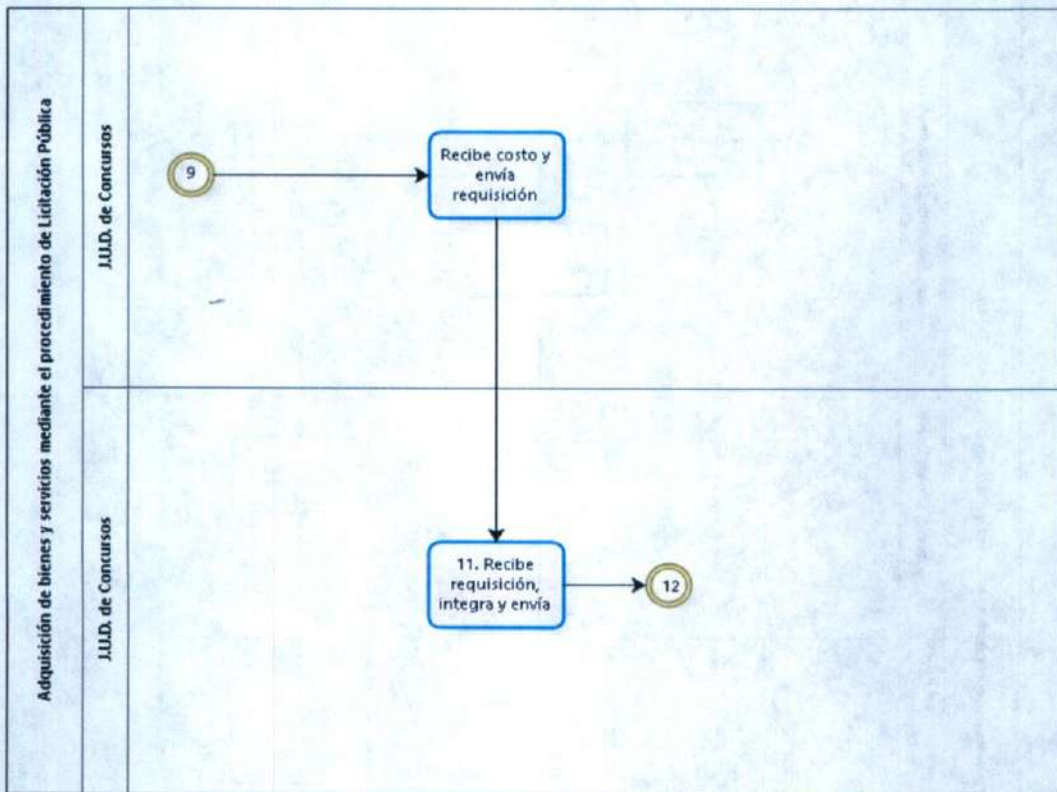 Adquisición de bienes y servicios mediante el procedimiento de Licitación Pública
J.U.D. de Concursos
9
Recibe costo y
envía
requisición
J.U.D. de Concursos
11. Recibe
requisición,
integra y envía
12